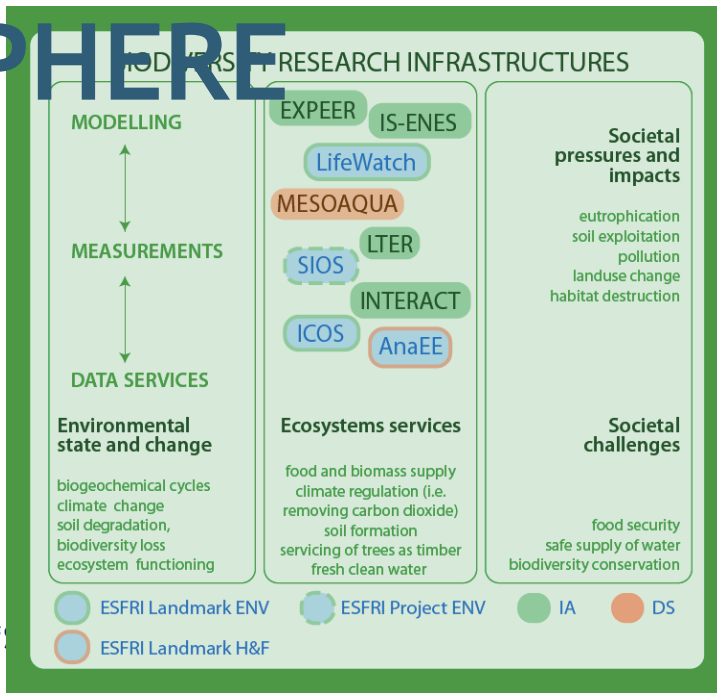 PHERE
RESEARCH INFRASTRUCTURES
MODELLING
MEASUREMENTS
DATA SERVICES
Environmental
state and change
biogeochemical cycles
climate change
soil degradation,
biodiversity loss
ecosystem functioning
EXPEER
IS-ENES
LifeWatch
MESOAQUA
LTER
SIOS
INTERACT
ICOS
AnaEE
Ecosystems services
food and biomass supply
climate regulation (i.e.
removing carbon dioxide)
soil formation
servicing of trees as timber
fresh clean water
Societal
pressures and
impacts
eutrophication
soil exploitation
pollution
landuse change
habitat destruction
Societal
challenges
food security
safe supply of water
biodiversity conservation
ESFRI Landmark ENV
ESFRI Project ENV
IA
DS
ESFRI Landmark H&F